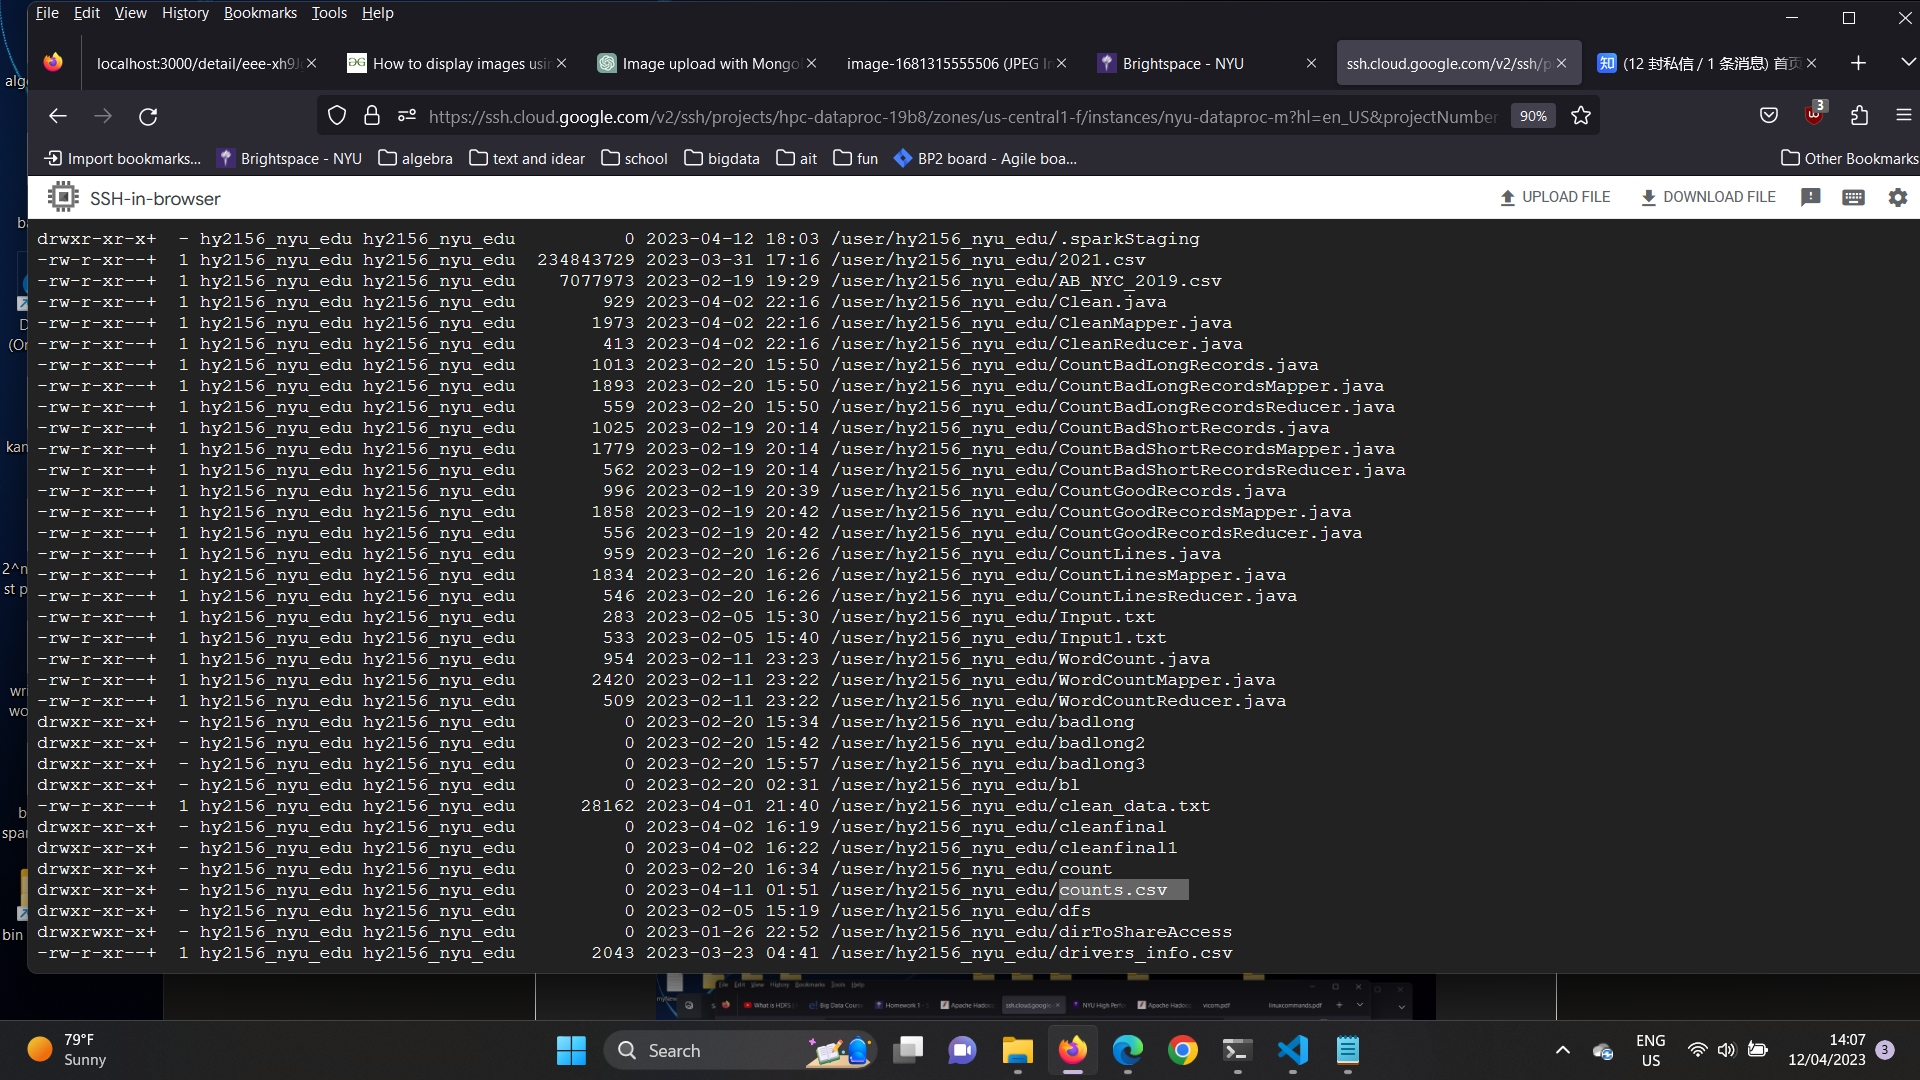 File Edit View History Bookmarks Tools Help
localhost:3000/detail/eee-xh9J
How to display images usin
Image upload with Mongo
image-1681315555506 (JPEG I
Brightspace - NYU
ssh.cloud.google.com/v2/ssh/p
(12 封私信 / 1 条消息) 首页
https://ssh.cloud.google.com/v2/ssh/projects/hpc-dataproc-19b8/zones/us-central1-f/instances/nyu-dataproc-m?hl=en_US&projectNumber 90% 3
Import bookmarks... Brightspace - NYU algebra text and idear school bigdata ait fun BP2 board - Agile boa... Other Bookmarks
SSH-in-browser UPLOAD FILE DOWNLOAD FILE
drwxr-xr-x+ - hy2156_nyu_edu hy2156_nyu_edu 0 2023-04-12 18:03 /user/hy2156_nyu_edu/.sparkStaging
-rw-r-xr--+ 1 hy2156_nyu_edu hy2156_nyu_edu 234843729 2023-03-31 17:16 /user/hy2156_nyu_edu/2021.csv
-rw-r-xr--+ 1 hy2156_nyu_edu hy2156_nyu_edu 7077973 2023-02-19 19:29 /user/hy2156_nyu_edu/AB_NYC_2019.csv
-rw-r-xr--+ 1 hy2156_nyu_edu hy2156_nyu_edu 929 2023-04-02 22:16 /user/hy2156_nyu_edu/Clean.java
-rw-r-xr--+ 1 hy2156_nyu_edu hy2156_nyu_edu 1973 2023-04-02 22:16 /user/hy2156_nyu_edu/CleanMapper.java
-rw-r-xr--+ 1 hy2156_nyu_edu hy2156_nyu_edu 413 2023-04-02 22:16 /user/hy2156_nyu_edu/CleanReducer.java
-rw-r-xr--+ 1 hy2156_nyu_edu hy2156_nyu_edu 1013 2023-02-20 15:50 /user/hy2156_nyu_edu/CountBadLongRecords.java
-rw-r-xr--+ 1 hy2156_nyu_edu hy2156_nyu_edu 1893 2023-02-20 15:50 /user/hy2156_nyu_edu/CountBadLongRecordsMapper.java
-rw-r-xr--+ 1 hy2156_nyu_edu hy2156_nyu_edu 559 2023-02-20 15:50 /user/hy2156_nyu_edu/CountBadLongRecordsReducer.java
-rw-r-xr--+ 1 hy2156_nyu_edu hy2156_nyu_edu 1025 2023-02-19 20:14 /user/hy2156_nyu_edu/CountBadShortRecords.java
-rw-r-xr--+ 1 hy2156_nyu_edu hy2156_nyu_edu 1779 2023-02-19 20:14 /user/hy2156_nyu_edu/CountBadShortRecordsMapper.java
-rw-r-xr--+ 1 hy2156_nyu_edu hy2156_nyu_edu 562 2023-02-19 20:14 /user/hy2156_nyu_edu/CountBadShortRecordsReducer.java
-rw-r-xr--+ 1 hy2156_nyu_edu hy2156_nyu_edu 996 2023-02-19 20:39 /user/hy2156_nyu_edu/CountGoodRecords.java
-rw-r-xr--+ 1 hy2156_nyu_edu hy2156_nyu_edu 1858 2023-02-19 20:42 /user/hy2156_nyu_edu/CountGoodRecordsMapper.java
-rw-r-xr--+ 1 hy2156_nyu_edu hy2156_nyu_edu 556 2023-02-19 20:42 /user/hy2156_nyu_edu/CountGoodRecordsReducer.java
-rw-r-xr--+ 1 hy2156_nyu_edu hy2156_nyu_edu 959 2023-02-20 16:26 /user/hy2156_nyu_edu/CountLines.java
-rw-r-xr--+ 1 hy2156_nyu_edu hy2156_nyu_edu 1834 2023-02-20 16:26 /user/hy2156_nyu_edu/CountLinesMapper.java
-rw-r-xr--+ 1 hy2156_nyu_edu hy2156_nyu_edu 546 2023-02-20 16:26 /user/hy2156_nyu_edu/CountLinesReducer.java
-rw-r-xr--+ 1 hy2156_nyu_edu hy2156_nyu_edu 283 2023-02-05 15:30 /user/hy2156_nyu_edu/Input.txt
-rw-r-xr--+ 1 hy2156_nyu_edu hy2156_nyu_edu 533 2023-02-05 15:40 /user/hy2156_nyu_edu/Input1.txt
-rw-r-xr--+ 1 hy2156_nyu_edu hy2156_nyu_edu 954 2023-02-11 23:23 /user/hy2156_nyu_edu/WordCount.java
-rw-r-xr--+ 1 hy2156_nyu_edu hy2156_nyu_edu 2420 2023-02-11 23:22 /user/hy2156_nyu_edu/WordCountMapper.java
-rw-r-xr--+ 1 hy2156_nyu_edu hy2156_nyu_edu 509 2023-02-11 23:22 /user/hy2156_nyu_edu/WordCountReducer.java
drwxr-xr-x+ - hy2156_nyu_edu hy2156_nyu_edu 0 2023-02-20 15:34 /user/hy2156_nyu_edu/badlong
drwxr-xr-x+ - hy2156_nyu_edu hy2156_nyu_edu 0 2023-02-20 15:42 /user/hy2156_nyu_edu/badlong2
drwxr-xr-x+ - hy2156_nyu_edu hy2156_nyu_edu 0 2023-02-20 15:57 /user/hy2156_nyu_edu/badlong3
drwxr-xr-x+ - hy2156_nyu_edu hy2156_nyu_edu 0 2023-02-20 02:31 /user/hy2156_nyu_edu/bl
-rw-r-xr--+ 1 hy2156_nyu_edu hy2156_nyu_edu 28162 2023-04-01 21:40 /user/hy2156_nyu_edu/clean_data.txt
drwxr-xr-x+ - hy2156_nyu_edu hy2156_nyu_edu 0 2023-04-02 16:19 /user/hy2156_nyu_edu/cleanfinal
drwxr-xr-x+ - hy2156_nyu_edu hy2156_nyu_edu 0 2023-04-02 16:22 /user/hy2156_nyu_edu/cleanfinal1
drwxr-xr-x+ - hy2156_nyu_edu hy2156_nyu_edu 0 2023-02-20 16:34 /user/hy2156_nyu_edu/count
drwxr-xr-x+ - hy2156_nyu_edu hy2156_nyu_edu 0 2023-04-11 01:51 /user/hy2156_nyu_edu/counts.csv
drwxr-xr-x+ - hy2156_nyu_edu hy2156_nyu_edu 0 2023-02-05 15:19 /user/hy2156_nyu_edu/dfs
drwxrwxr-x+ - hy2156_nyu_edu hy2156_nyu_edu 0 2023-01-26 22:52 /user/hy2156_nyu_edu/dirToShareAccess
-rw-r-xr--+ 1 hy2156_nyu_edu hy2156_nyu_edu 2043 2023-03-23 04:41 /user/hy2156_nyu_edu/drivers_info.csv
79°F
Sunny
Search
ENG
US
14:07
12/04/2023
3